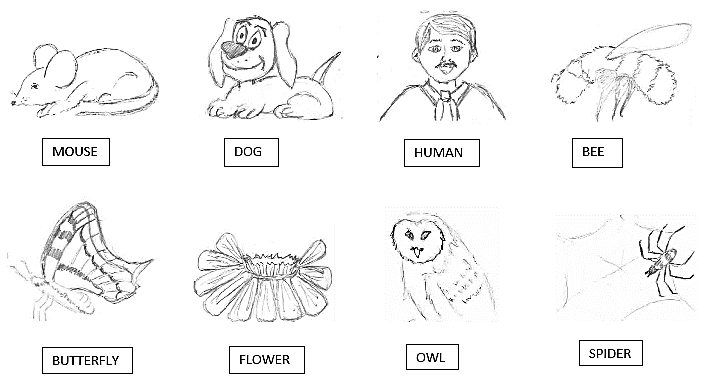 MOUSE
DOG
HUMAN
BEE
BUTTERFLY
FLOWER
OWL
SPIDER